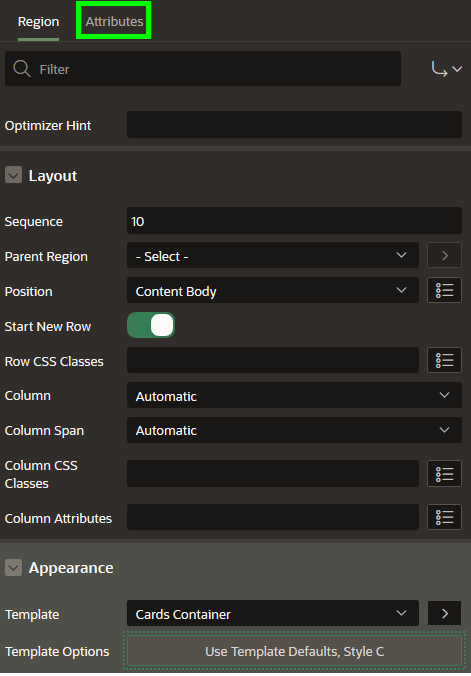 Region Attributes
Filter
Optimizer Hint
Layout
Sequence 10
Parent Region - Select -
Position Content Body
Start New Row
Row CSS Classes
Column Automatic
Column Span Automatic
Column CSS
Classes
Column Attributes
Appearance
Template Cards Container
Template Options Use Template Defaults, Style C